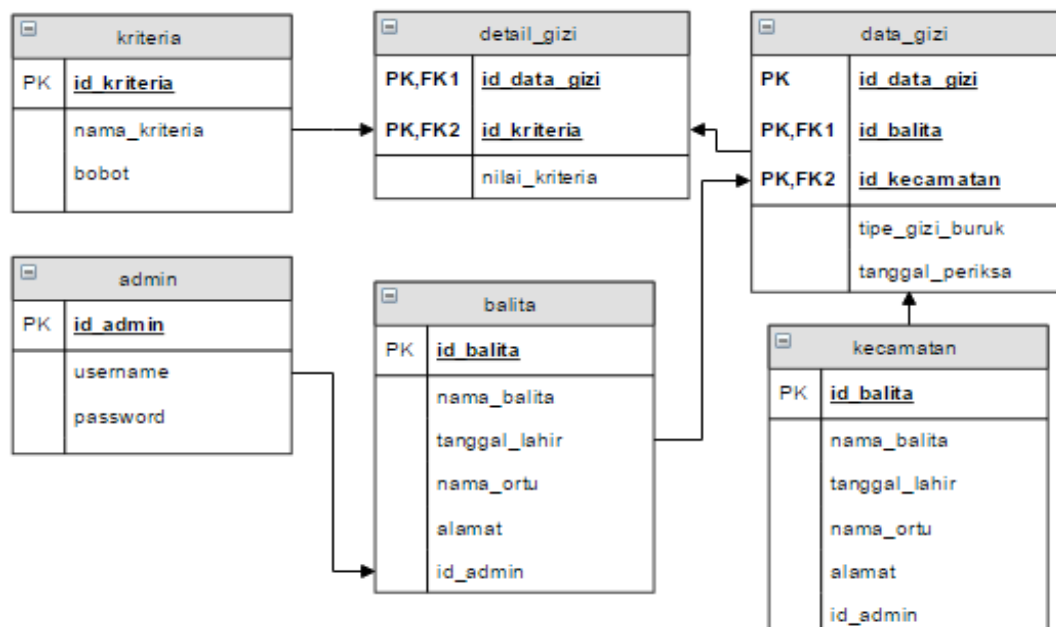 kriteria
PK id_kriteria
nama_kriteria
bobot
detail_gizi
PK,FK1 id_data_gizi
PK,FK2 id_kriteria
nilai_kriteria
data_gizi
PK id_data_gizi
PK,FK1 id_balita
PK,FK2 id_kecamatan
tipe_gizi_buruk
tanggal_periksa
admin
PK id_admin
username
password
balita
PK id_balita
nama_balita
tanggal_lahir
nama_ortu
alamat
id_admin
kecamatan
PK id_balita
nama_balita
tanggal_lahir
nama_ortu
alamat
id_admin